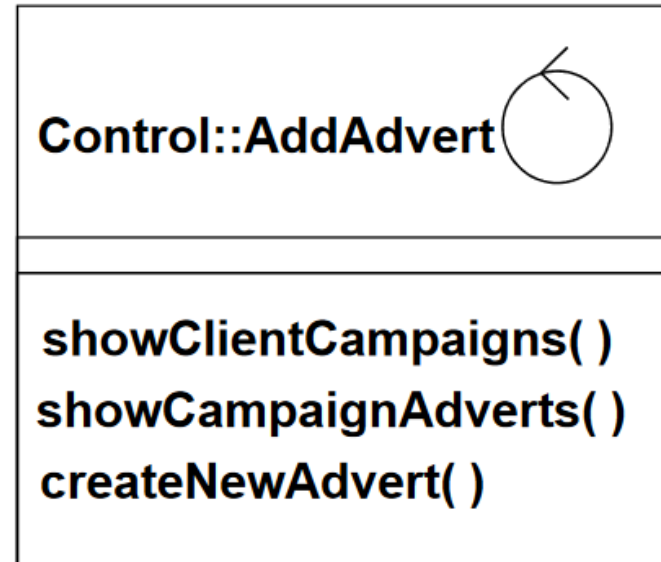 Control::AddAdvert
showClientCampaigns( )
showCampaignAdverts( )
createNewAdvert( )